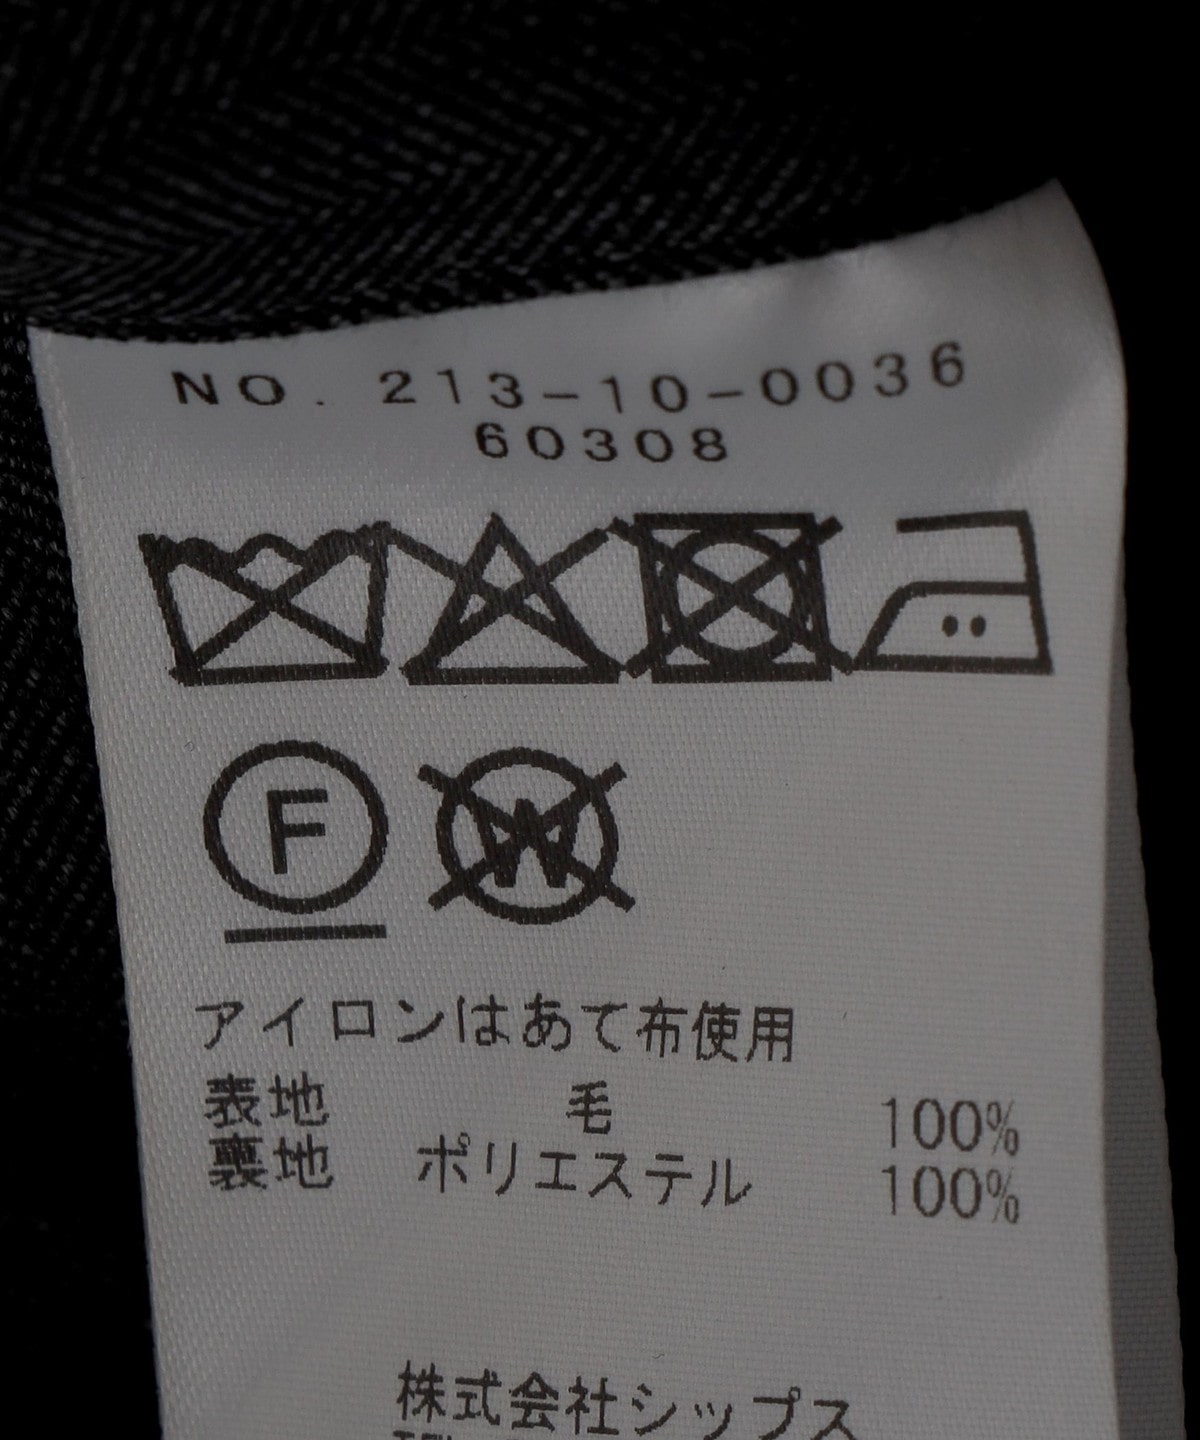 NO. 213-10-0036
60308
F
W
アイロンはあて布使用
表地 毛 100%
裏地 ポリエステル 100%
株式会社シップス